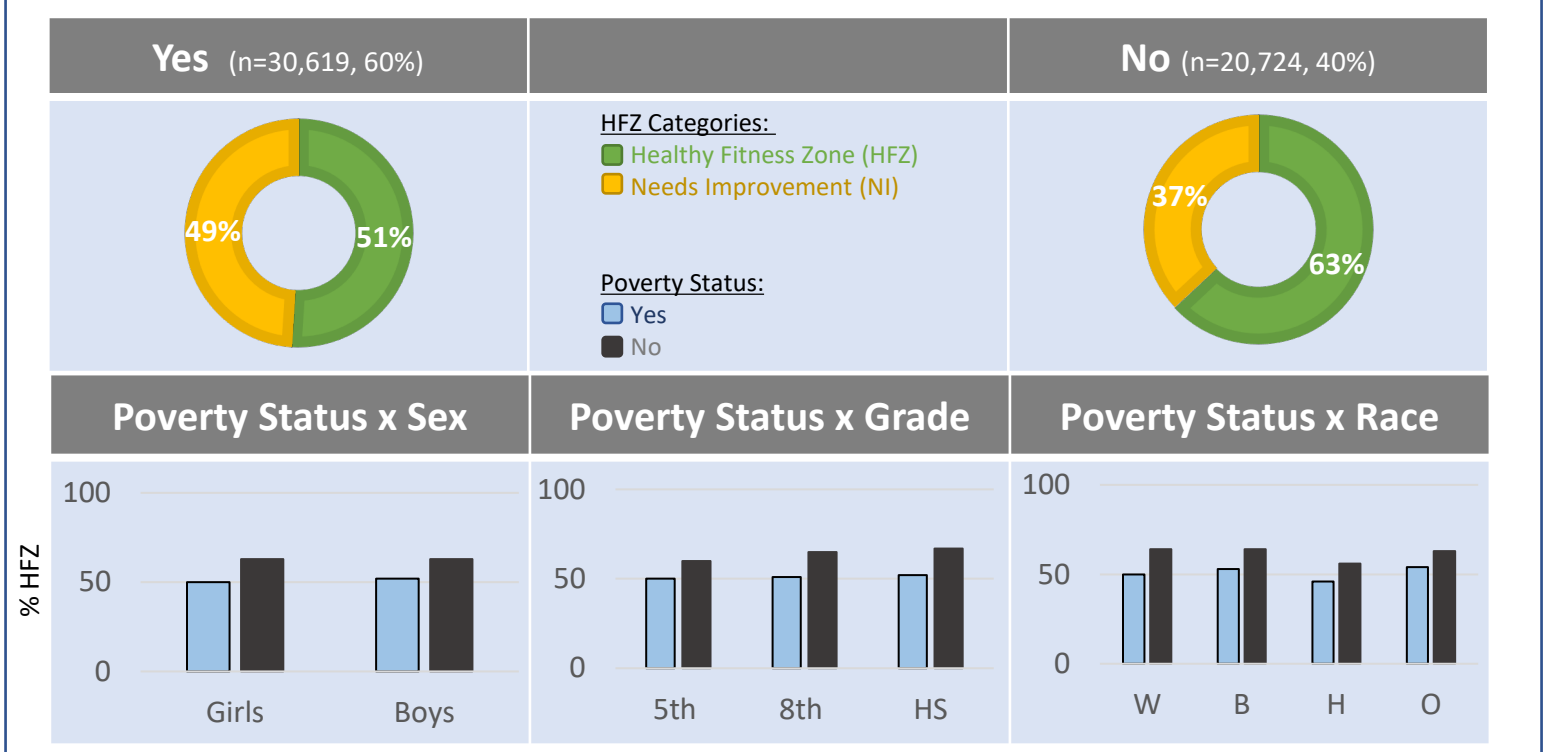 Yes (n=30,619, 60%)
No (n=20,724, 40%)
49%
51%
HFZ Categories:
Healthy Fitness Zone (HFZ)
Needs Improvement (NI)
Poverty Status:
Yes
No
37%
63%
Poverty Status x Sex
Poverty Status x Grade
Poverty Status x Race
% HFZ
100
50
0
Girls Boys
100
50
0
5th 8th HS
100
50
0
W B H O